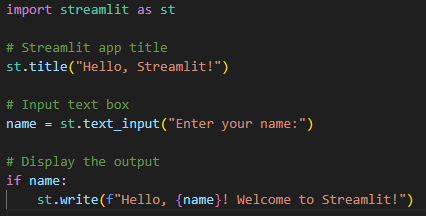 import streamlit as st
# Streamlit app title
st.title("Hello, Streamlit!")
# Input text box
name = st.text_input("Enter your name:")
# Display the output
if name:
    st.write(f"Hello, {name}! Welcome to Streamlit!")